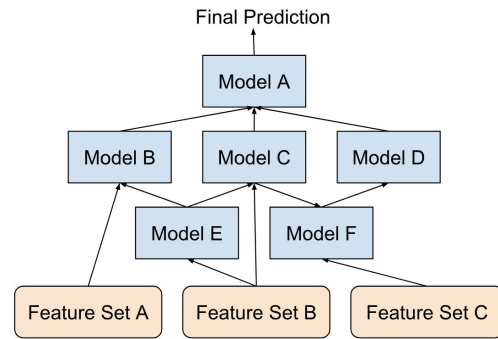 Final Prediction
Model A
Model B
Model C
Model D
Model E
Model F
Feature Set A
Feature Set B
Feature Set C